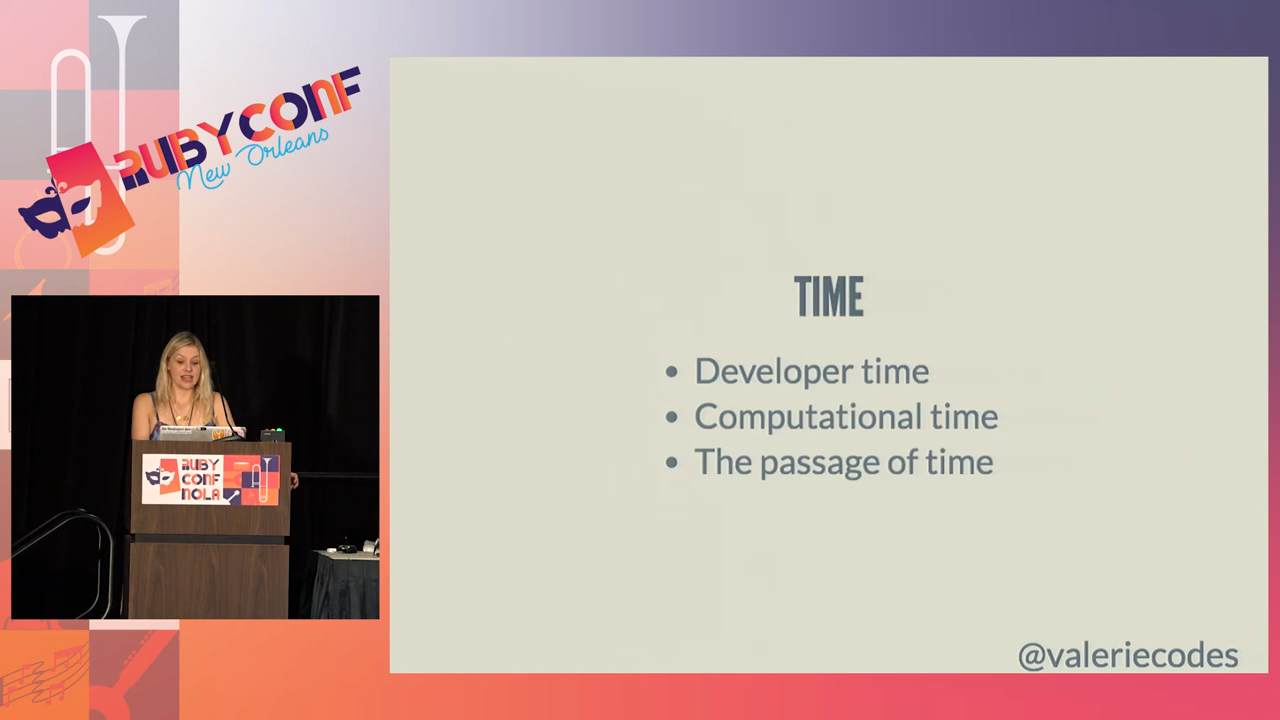 RUBYCONF
New Orleans
TIME
• Developer time
• Computational time
• The passage of time
@valeriecodes
RUBY
CONF
NOLA